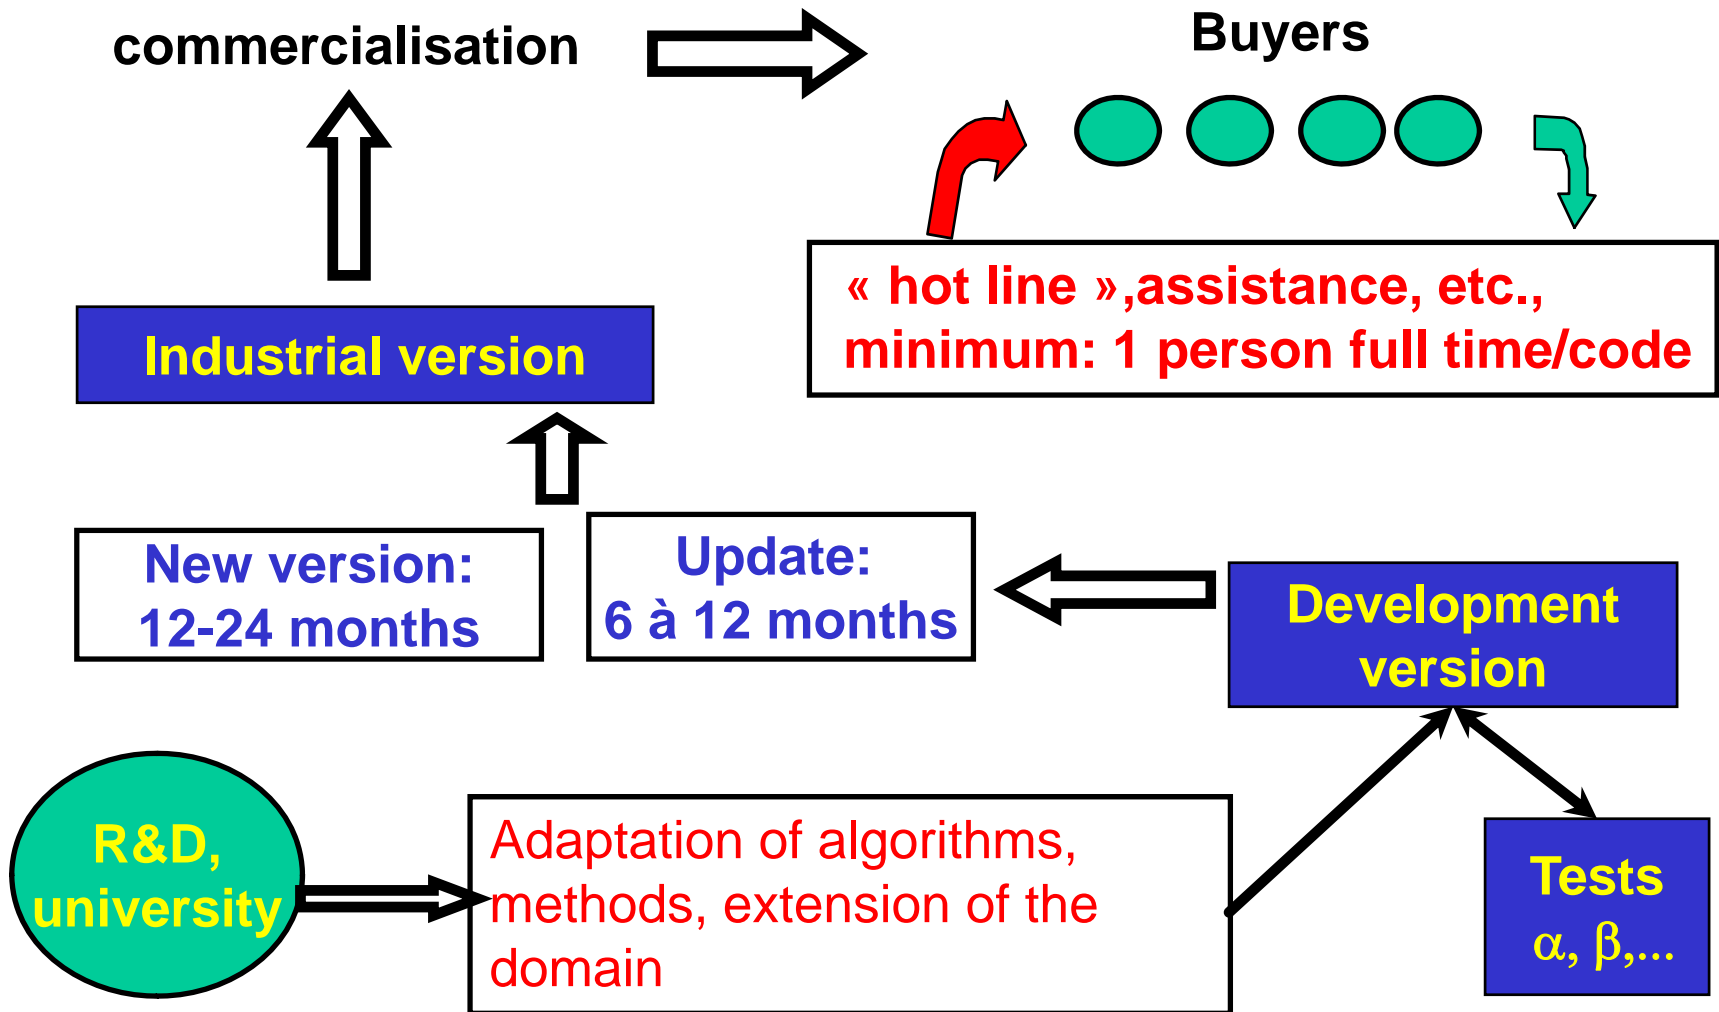 commercialisation
Buyers
« hot line »,assistance, etc.,
minimum: 1 person full time/code
Industrial version
New version:
12-24 months
Update:
6 à 12 months
Development
version
R&D,
university
Adaptation of algorithms,
methods, extension of the
domain
Tests
α, β,...